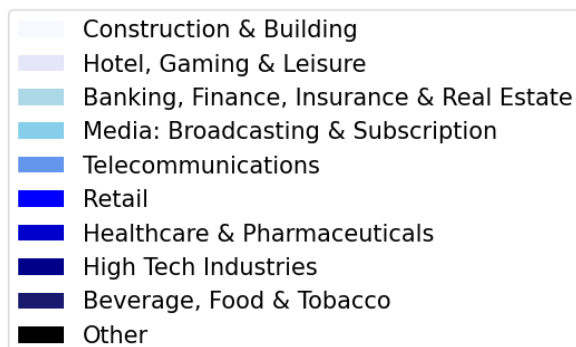 Construction & Building
Hotel, Gaming & Leisure
Banking, Finance, Insurance & Real Estate
Media: Broadcasting & Subscription
Telecommunications
Retail
Healthcare & Pharmaceuticals
High Tech Industries
Beverage, Food & Tobacco
Other